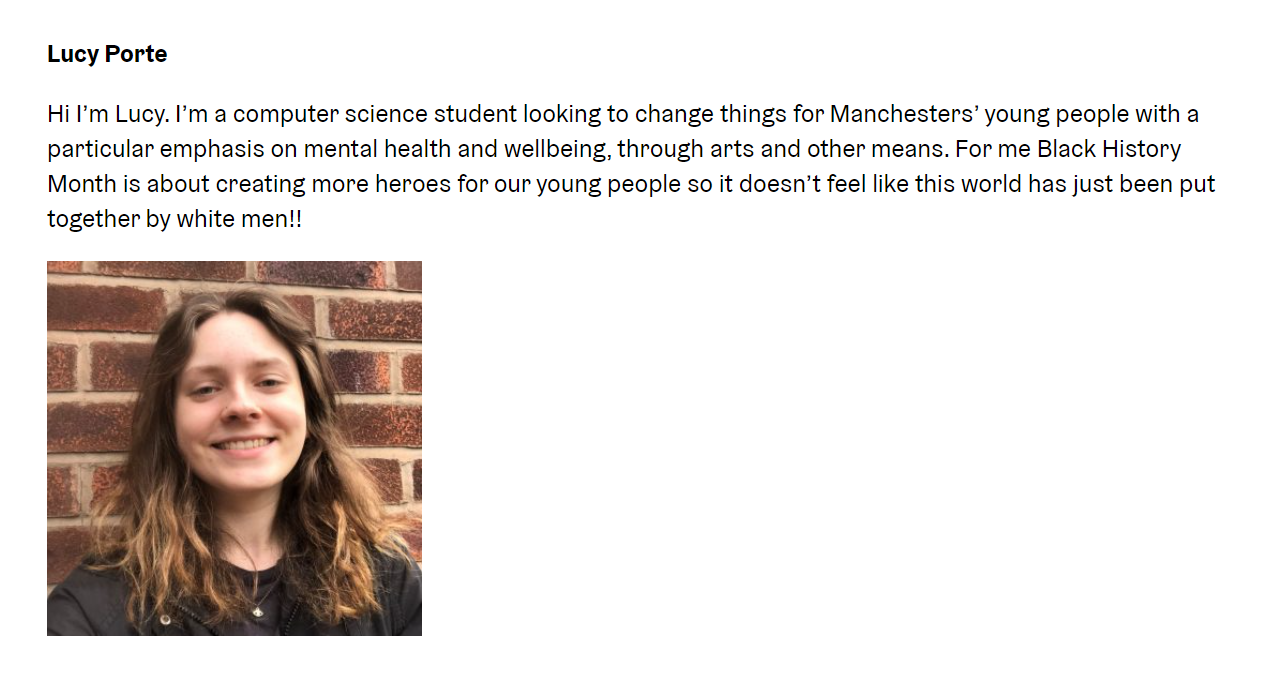 Lucy Porte
Hi I’m Lucy. I’m a computer science student looking to change things for Manchesters’ young people with a
particular emphasis on mental health and wellbeing, through arts and other means. For me Black History
Month is about creating more heroes for our young people so it doesn’t feel like this world has just been put
together by white men!!